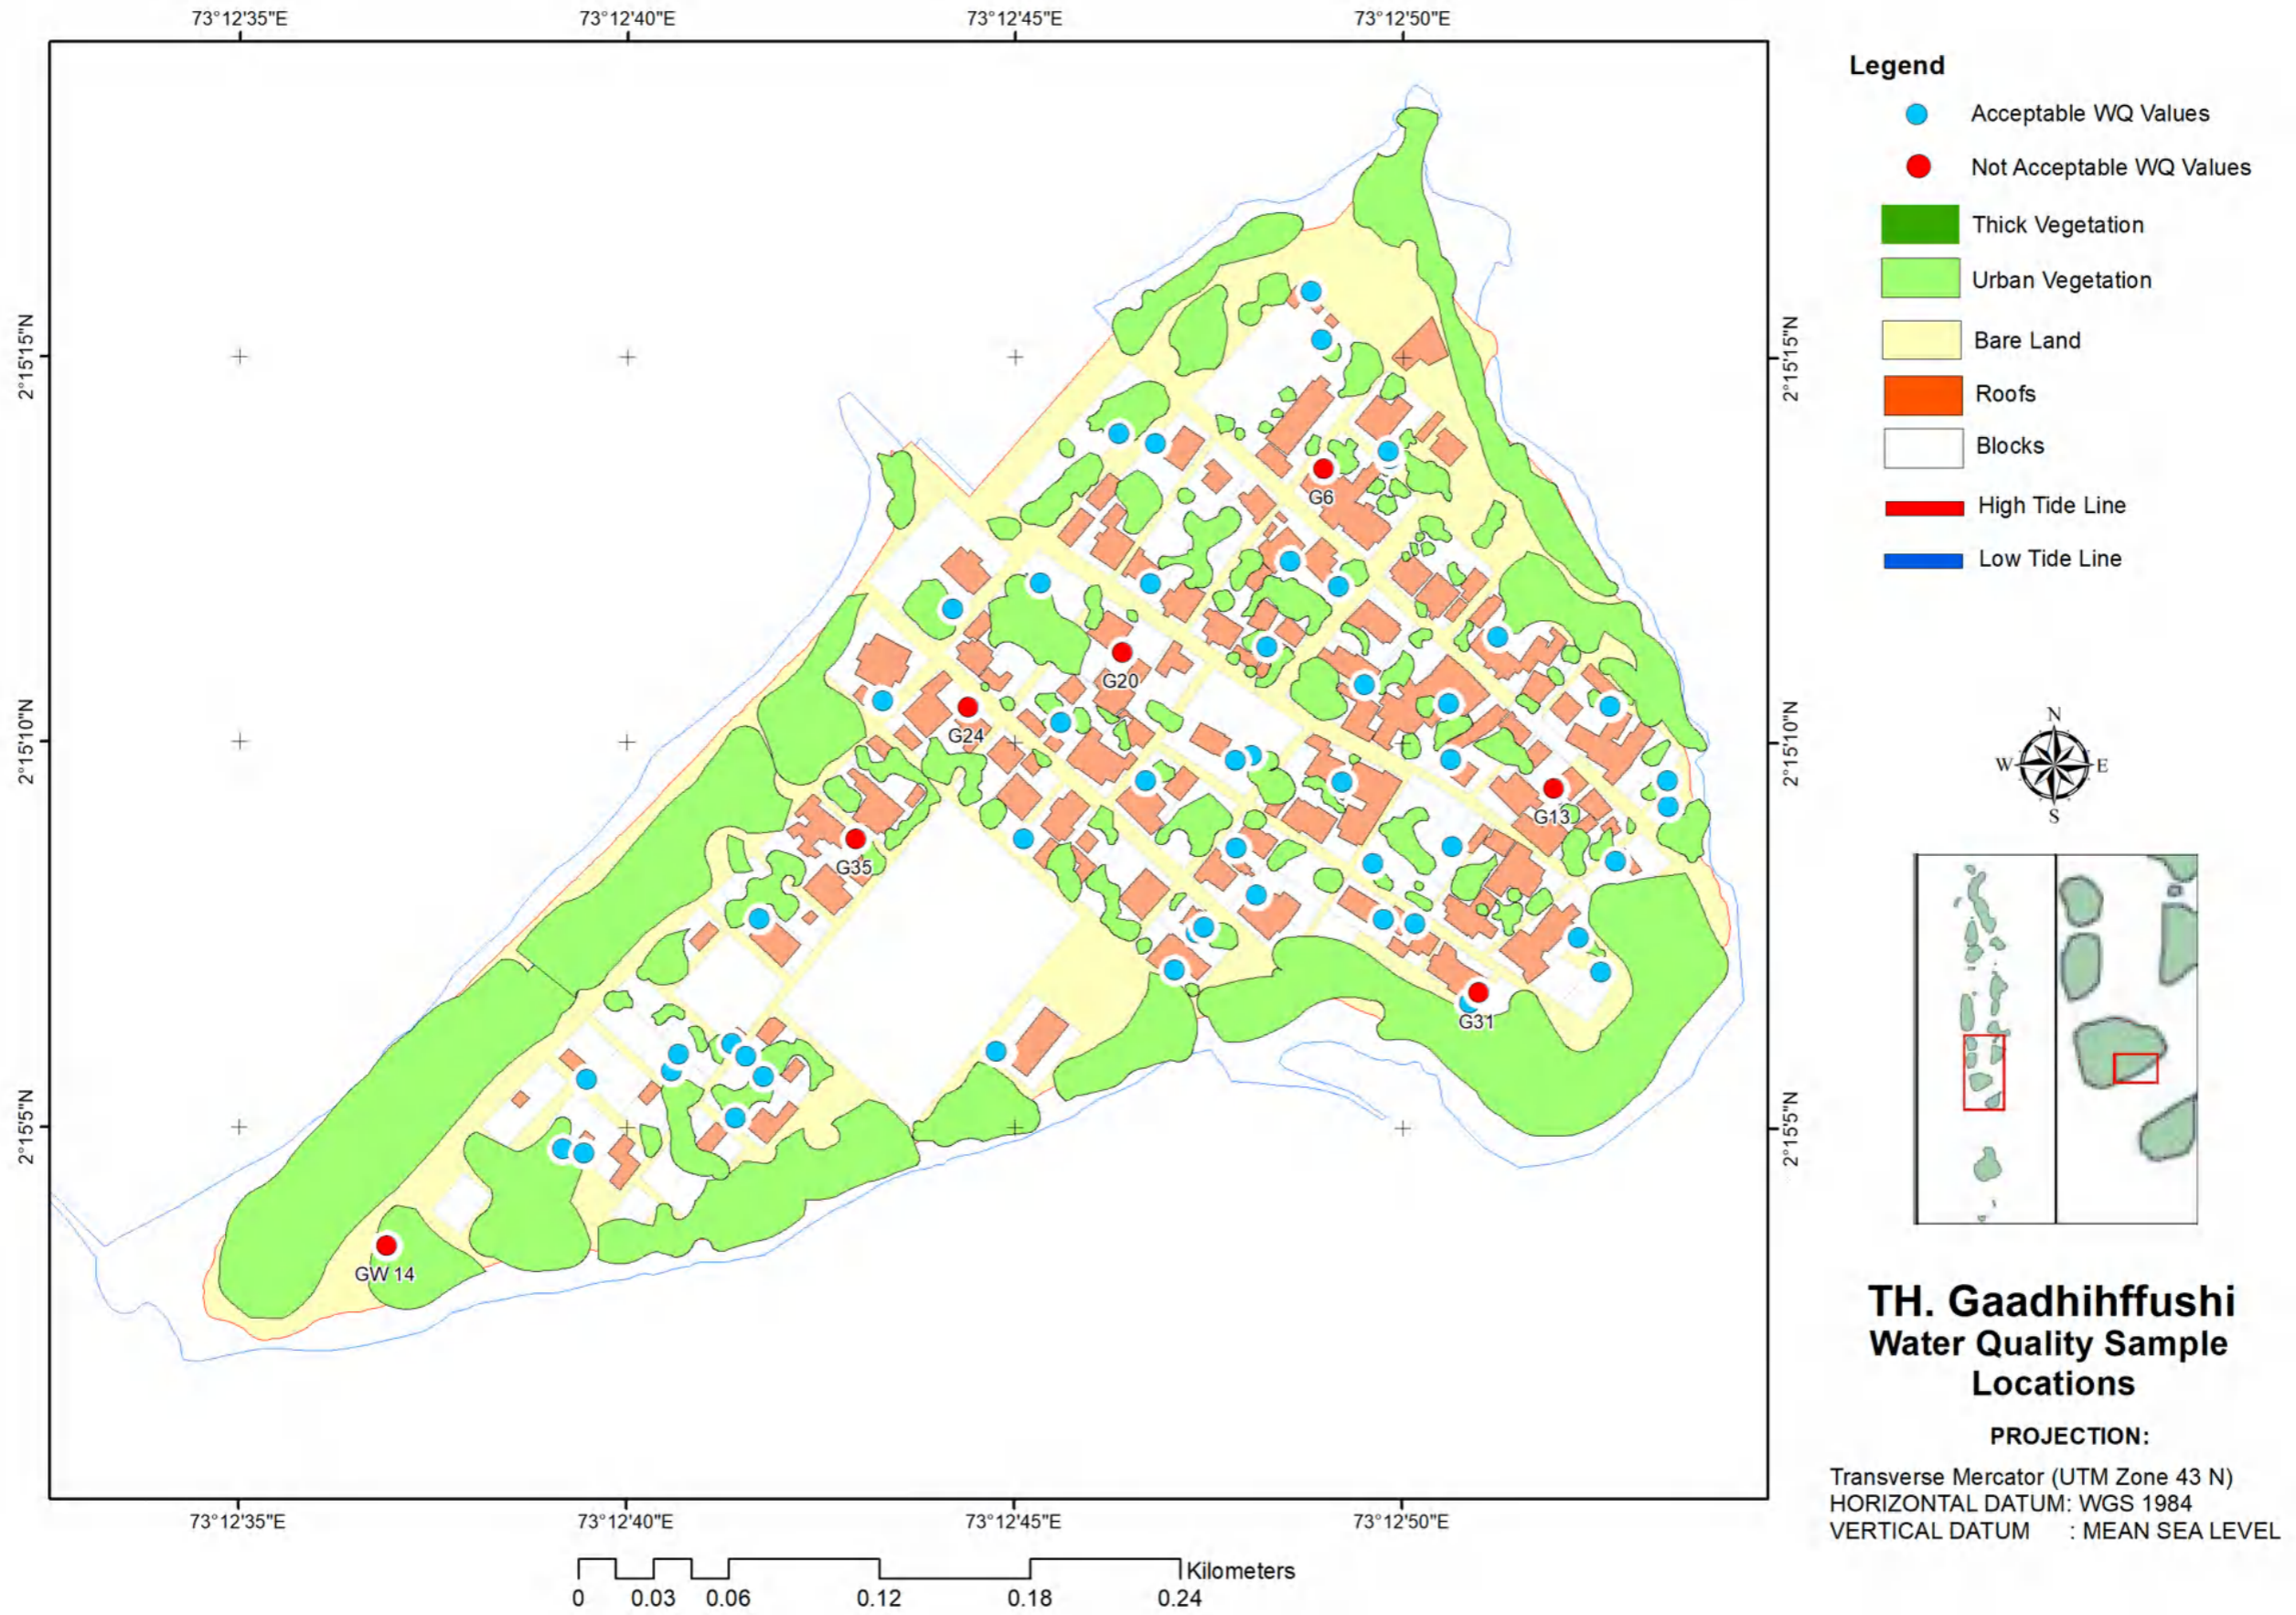 73°12'35"E
73°12'40"E
73°12'45"E
73°12'50"E
Legend
Acceptable WQ Values
Not Acceptable WQ Values
Thick Vegetation
Urban Vegetation
Bare Land
Roofs
Blocks
High Tide Line
Low Tide Line
2°15'15"N
2°15'15"N
G6
G20
G24
2°15'10"N
2°15'10"N
N
W
E
S
G13
G35
G31
2°15'5"N
2°15'5"N
GW 14
TH. Gaadhihffushi
Water Quality Sample
Locations
PROJECTION:
Transverse Mercator (UTM Zone 43 N)
HORIZONTAL DATUM: WGS 1984
VERTICAL DATUM : MEAN SEA LEVEL
73°12'35"E
73°12'40"E
73°12'45"E
73°12'50"E
Kilometers
0
0.03
0.06
0.12
0.18
0.24